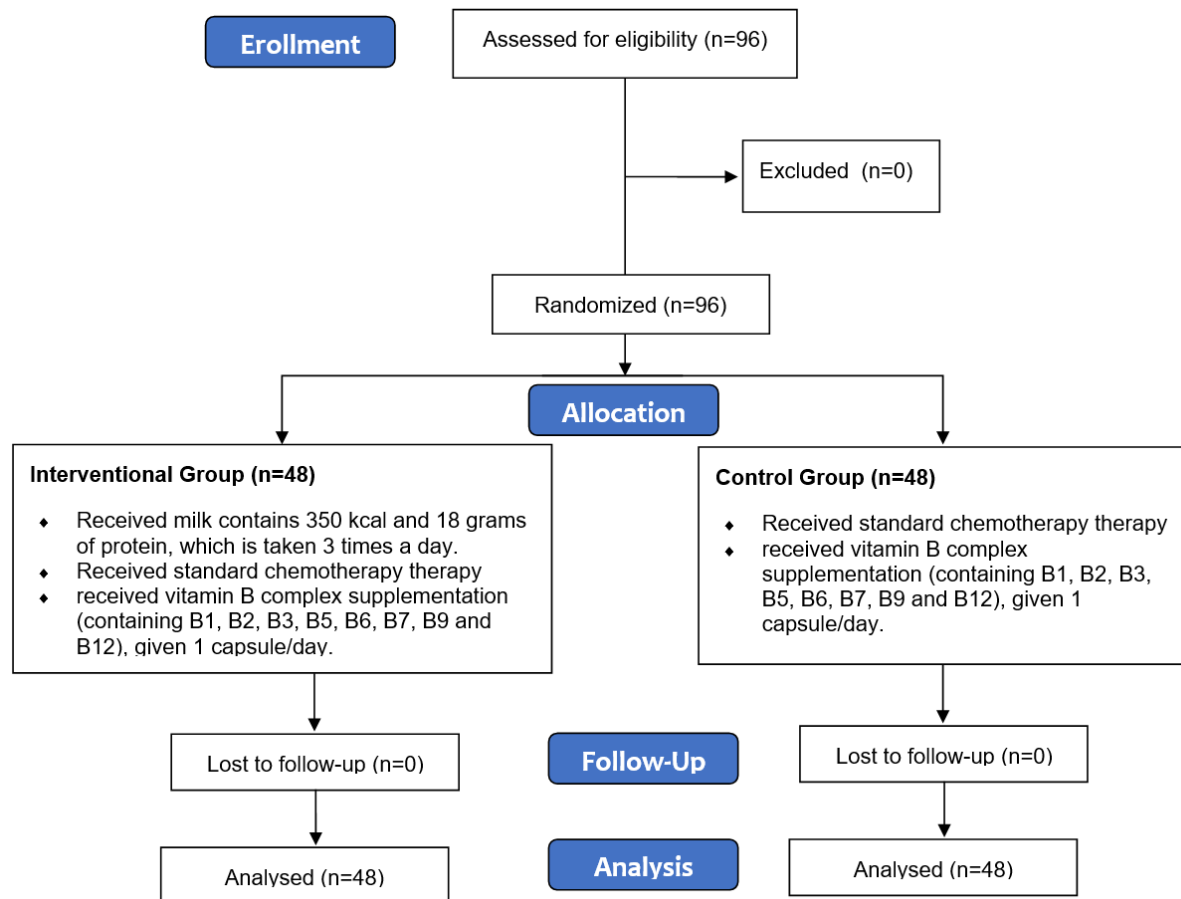 Erollment
Assessed for eligibility (n=96)
Excluded  (n=0)
Randomized (n=96)
Allocation
Interventional Group (n=48)
♦ Received milk contains 350 kcal and 18 grams
of protein, which is taken 3 times a day.
♦ Received standard chemotherapy therapy
♦ received vitamin B complex supplementation
(containing B1, B2, B3, B5, B6, B7, B9 and
B12), given 1 capsule/day.
Control Group (n=48)
♦ Received standard chemotherapy therapy
♦ received vitamin B complex
supplementation (containing B1, B2, B3,
B5, B6, B7, B9 and B12), given 1
capsule/day.
Lost to follow-up (n=0)
Follow-Up
Lost to follow-up (n=0)
Analysed (n=48)
Analysis
Analysed (n=48)